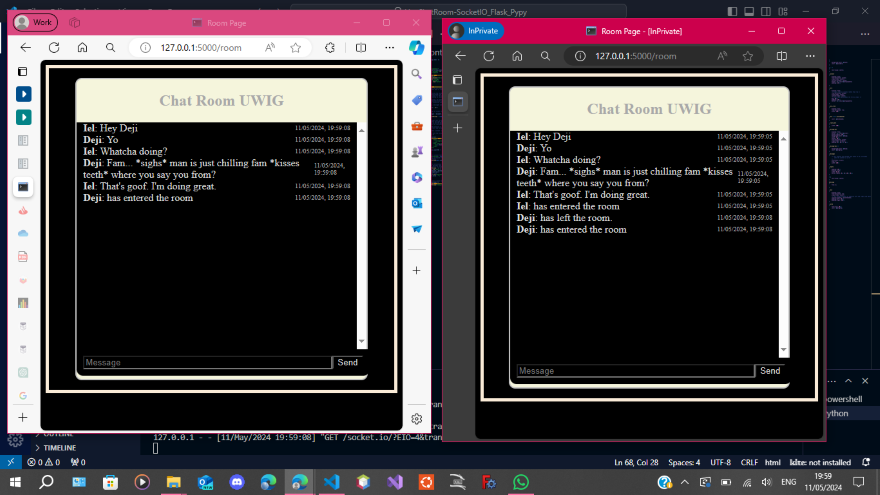 Room-SocketIO_Flask_Pypy
Work
Room Page
127.0.0.1:5000/room
Chat Room UWIG
Iel: Hey Deji 11/05/2024, 19:59:08
Deji: Yo 11/05/2024, 19:59:08
Iel: Whatcha doing? 11/05/2024, 19:59:08
Deji: Fam... *sighs* man is just chilling fam *kisses
teeth* where you say you from? 11/05/2024, 19:59:08
Iel: That's goof. I'm doing great. 11/05/2024, 19:59:08
Deji: has entered the room 11/05/2024, 19:59:08
Message
Send
InPrivate
Room Page - [InPrivate]
127.0.0.1:5000/room
Chat Room UWIG
Iel: Hey Deji 11/05/2024, 19:59:05
Deji: Yo 11/05/2024, 19:59:05
Iel: Whatcha doing? 11/05/2024, 19:59:05
Deji: Fam... *sighs* man is just chilling fam *kisses
teeth* where you say you from? 11/05/2024, 19:59:05
Iel: That's goof. I'm doing great. 11/05/2024, 19:59:05
Iel: has entered the room 11/05/2024, 19:59:05
Deji: has left the room. 11/05/2024, 19:59:08
Deji: has entered the room 11/05/2024, 19:59:08
Message
Send
TIMELINE
127.0.0.1 - - [11/May/2024 19:59:08] "GET /socket.io/?EIO=4&tran
0 0 0
Ln 68, Col 28
Spaces: 4
UTF-8
CRLF
html
ENG
19:59
11/05/2024